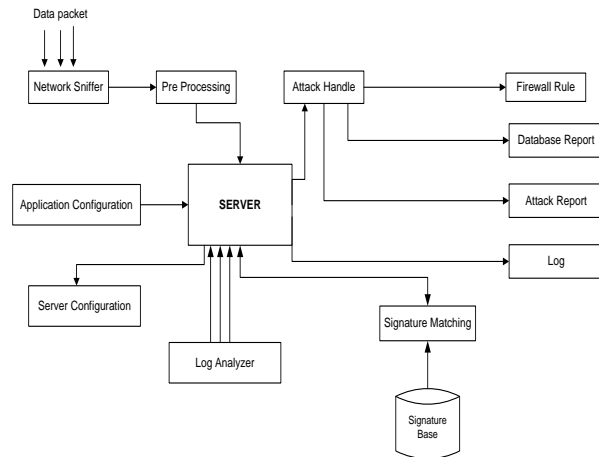 Data packet
Network Sniffer
Pre Processing
Attack Handle
Firewall Rule
Database Report
Application Configuration
SERVER
Attack Report
Log
Server Configuration
Signature Matching
Log Analyzer
Signature
Base